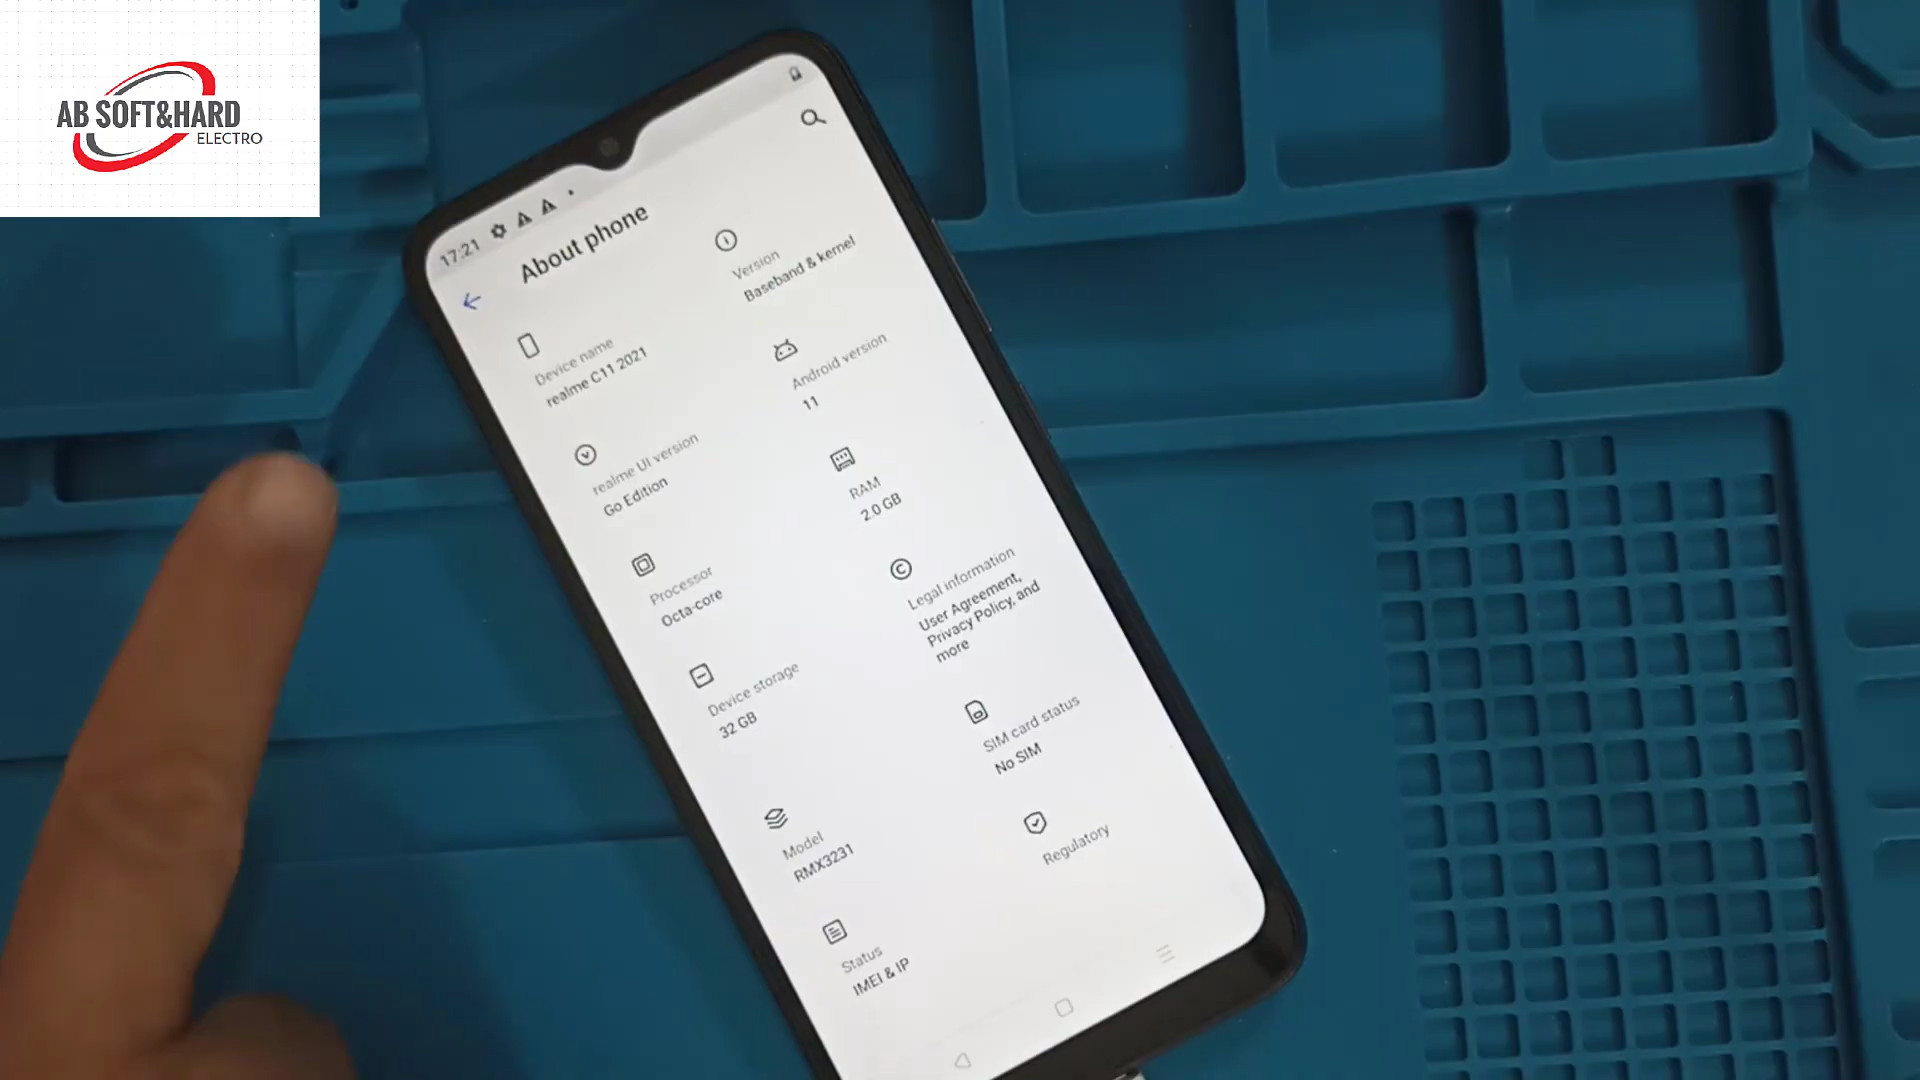 AB SOFT&HARD
ELECTRO
17:21
About phone
Device name
realme C11 2021
Version
Baseband & kernel
realme UI version
Go Edition
Android version
11
Processor
Octa-core
RAM
2.0 GB
Device storage
32 GB
Legal information
User Agreement,
Privacy Policy, and
more
Model
RMX3231
SIM card status
No SIM
Status
IMEI & IP
Regulatory